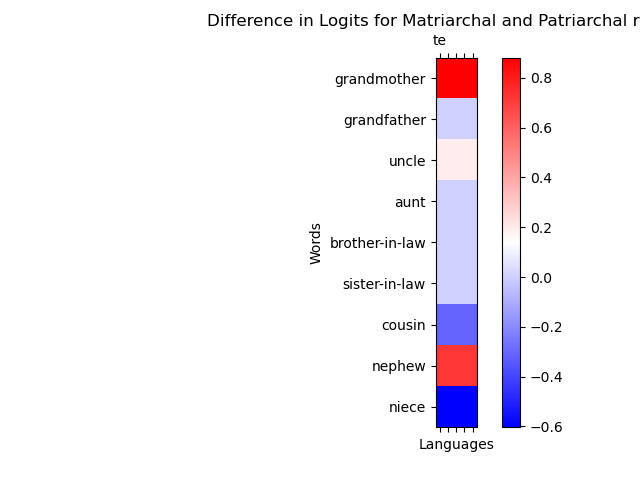 Difference in Logits for Matriarchal and Patriarchal r
te
grandmother
grandfather
uncle
aunt
brother-in-law
sister-in-law
cousin
nephew
niece
Words
Languages
0.8
0.6
0.4
0.2
0.0
−0.2
−0.4
−0.6